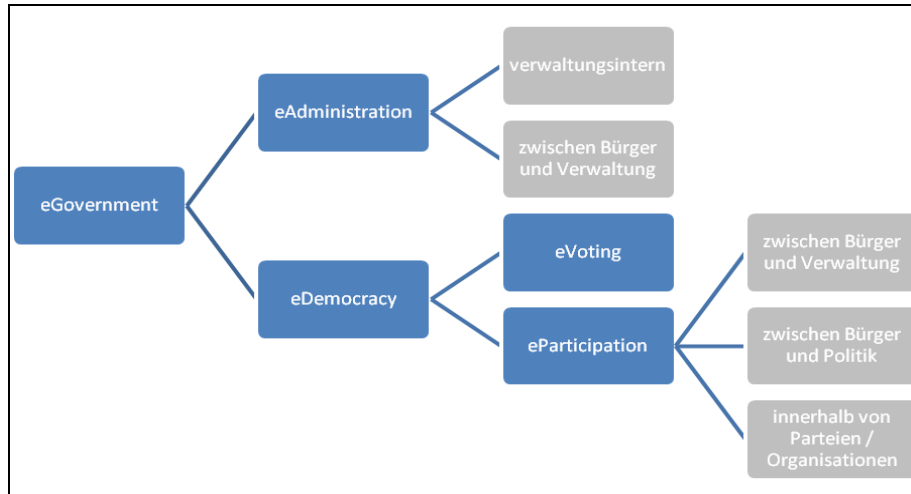 verwaltungsintern
eAdministration
zwischen Bürger
und Verwaltung
eGovernment
eVoting
zwischen Bürger
und Verwaltung
eDemocracy
eParticipation
zwischen Bürger
und Politik
innerhalb von
Parteien /
Organisationen